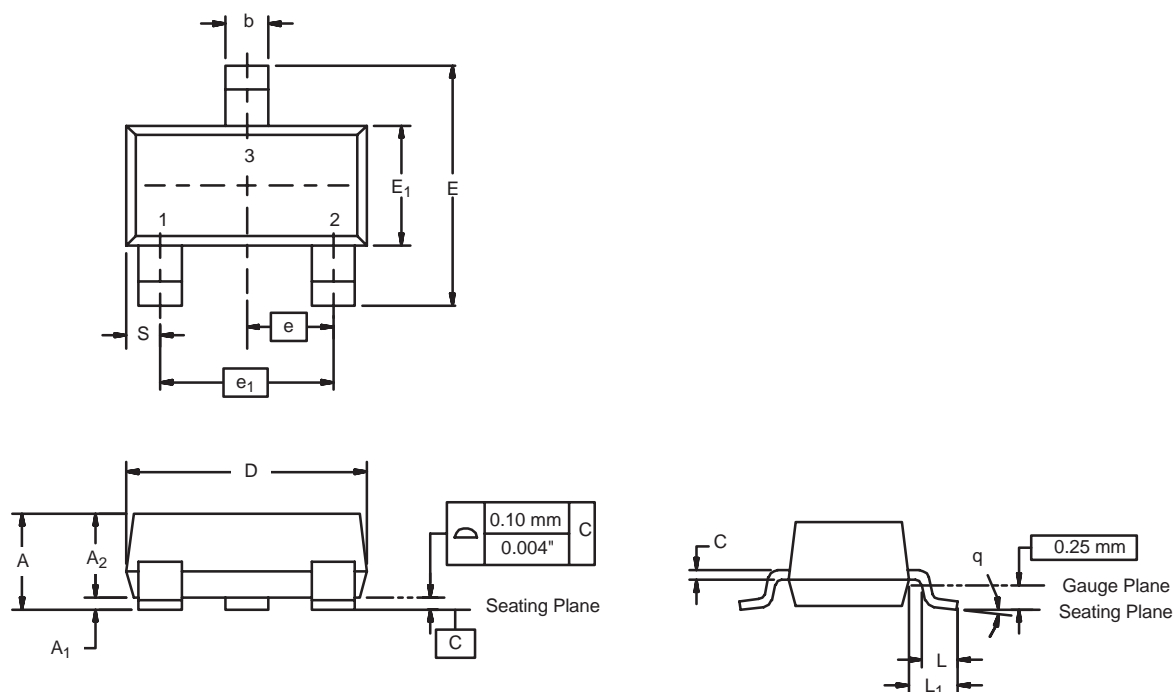 b
3
E1
E
1
2
S
e
e1
D
A
A2
0.10 mm
C
0.004"
Seating Plane
C
A1
C
q
0.25 mm
Gauge Plane
Seating Plane
L
L1